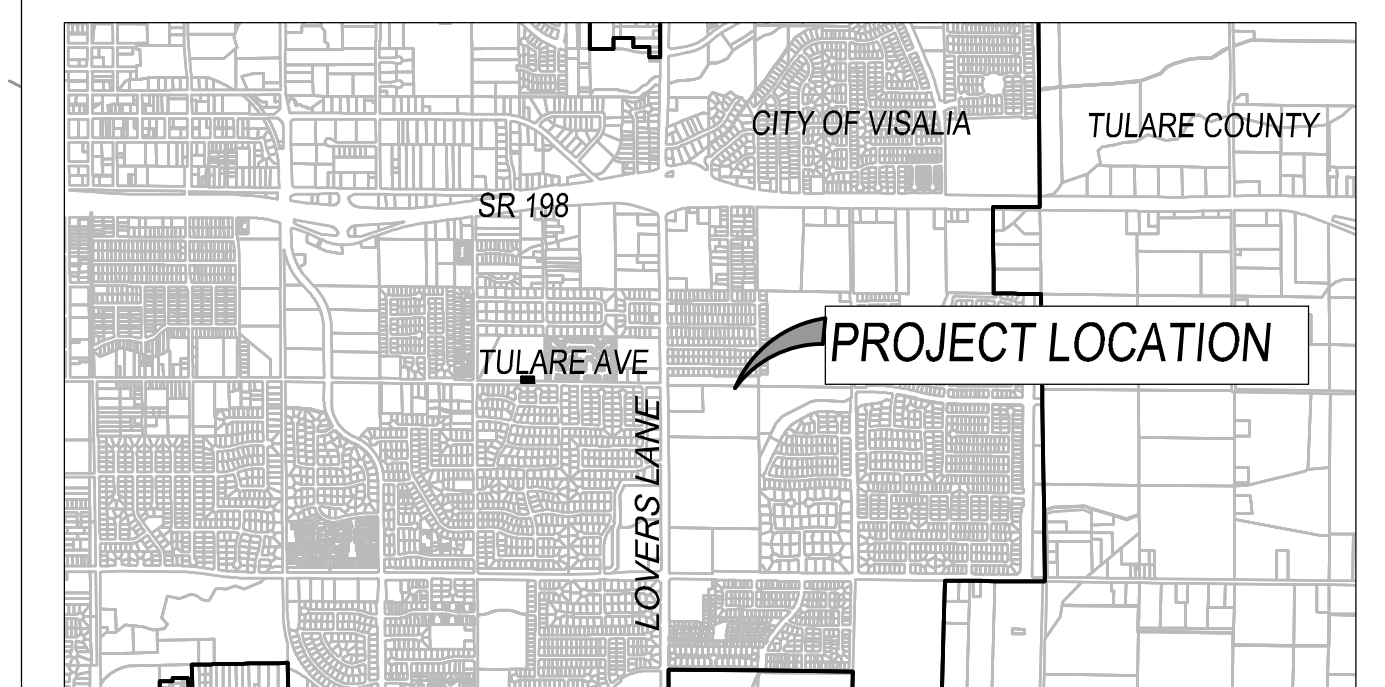 CITY OF VISALIA
TULARE COUNTY
SR 198
PROJECT LOCATION
TULARE AVE
LOVERS LANE